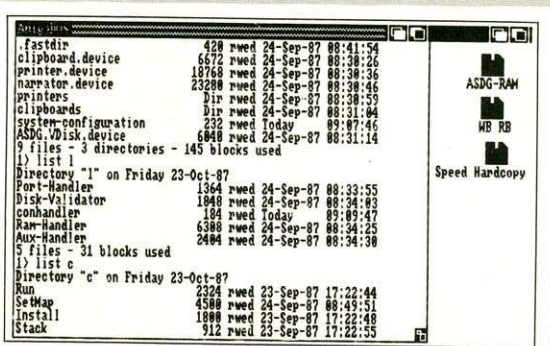 .fastdir 420 rwed 24-Sep-87 08:41:54
clipboard.device 6672 rwed 24-Sep-87 08:30:26
printer.device 18768 rwed 24-Sep-87 08:30:36
narrator.device 23280 rwed 24-Sep-87 08:30:46
printers Dir rwed 24-Sep-87 08:30:59
clipboards Dir rwed 24-Sep-87 08:31:04
system-configuration 232 rwed Today 09:07:46
ASDG.VDisk.device 6048 rwed 24-Sep-87 08:31:14
9 files - 3 directories - 145 blocks used
1> list l
Directory "l" on Friday 23-Oct-87
Port-Handler 1364 rwed 24-Sep-87 08:33:55
Disk-Validator 1848 rwed 24-Sep-87 08:34:03
conhandler 184 rwed Today 09:09:47
Ram-Handler 6308 rwed 24-Sep-87 08:34:25
Aux-Handler 2404 rwed 24-Sep-87 08:34:30
5 files - 31 blocks used
1> list c
Directory "c" on Friday 23-Oct-87
Run 2324 rwed 23-Sep-87 17:22:44
SetMap 4500 rwed 24-Sep-87 08:49:51
Install 1800 rwed 23-Sep-87 17:22:48
Stack 912 rwed 23-Sep-87 17:22:55
ASDG-RAM
WB RB
Speed Hardcopy